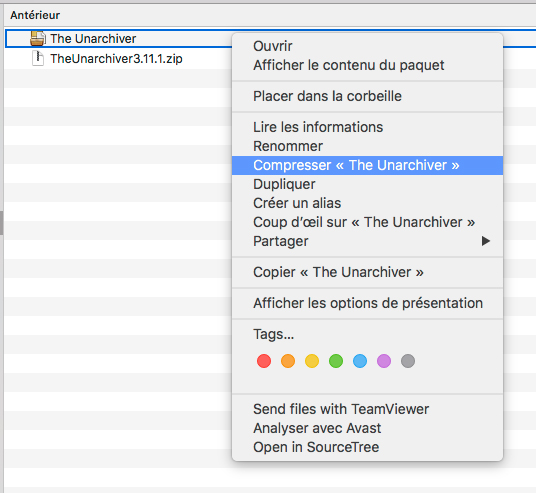 Antérieur
The Unarchiver
TheUnarchiver3.11.1.zip
Ouvrir
Afficher le contenu du paquet
Placer dans la corbeille
Lire les informations
Renommer
Compresser « The Unarchiver »
Dupliquer
Créer un alias
Coup d’œil sur « The Unarchiver »
Partager
Copier « The Unarchiver »
Afficher les options de présentation
Tags...
Send files with TeamViewer
Analyser avec Avast
Open in SourceTree